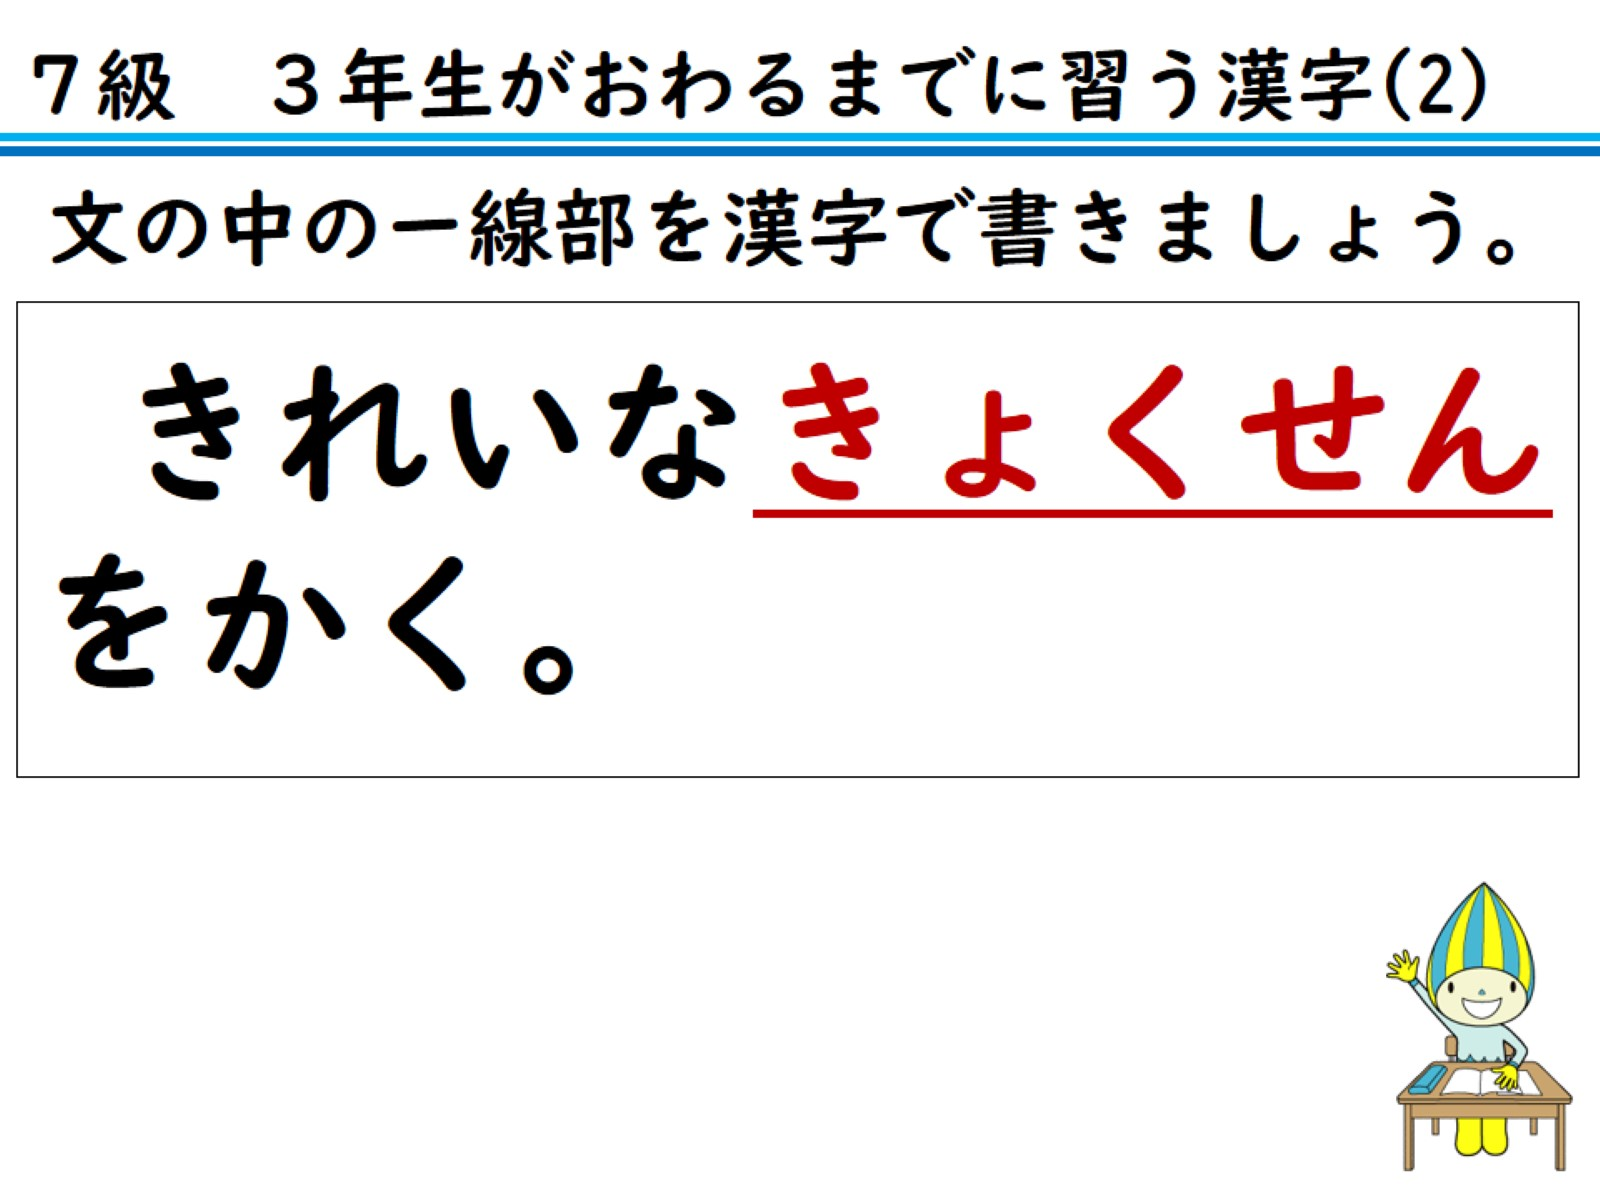 ７級　３年生がおわるまでに習う漢字(2)
文の中の―線部を漢字で書きましょう。
きれいなきょくせん
をかく。